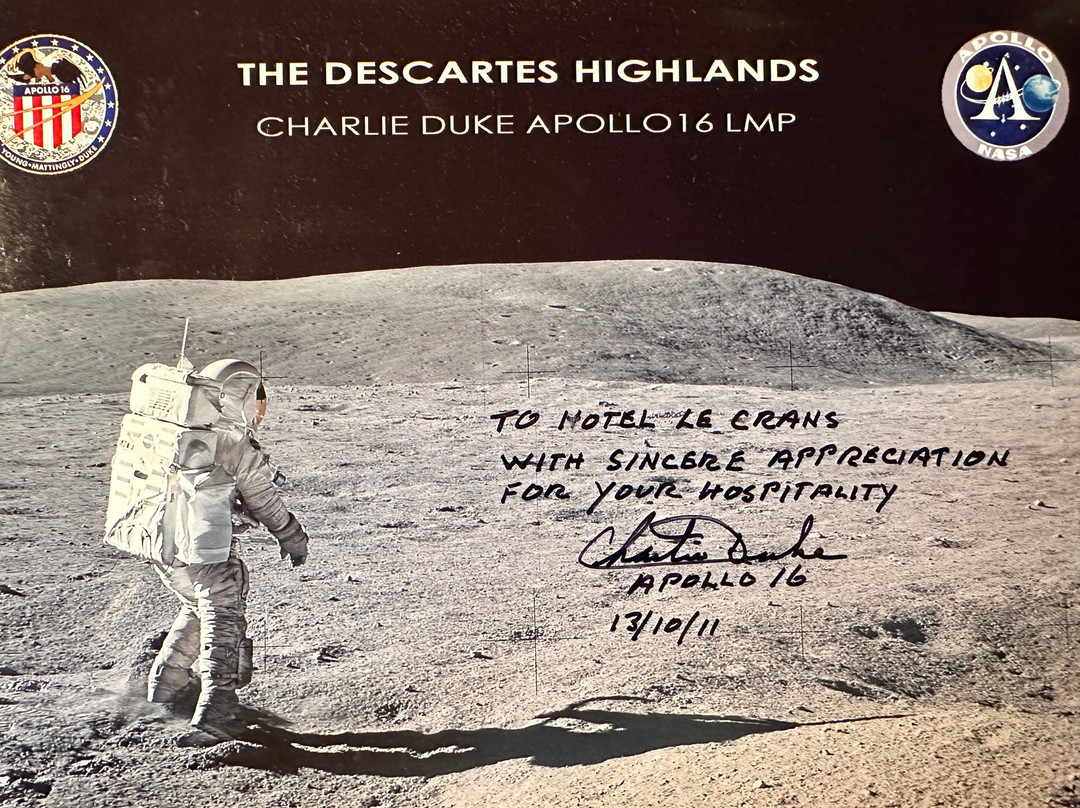 THE DESCARTES HIGHLANDS
CHARLIE DUKE APOLLO16 LMP
APOLLO 16
YOUNG•MATTINGLY•DUKE
APOLLO
NASA
TO HOTEL LE CRANS
WITH SINCERE APPRECIATION
FOR YOUR HOSPITALITY
Charlie Duke
APOLLO 16
13/10/11